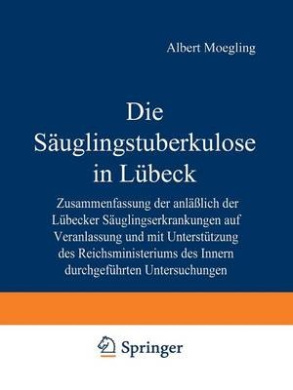 Albert Moegling
Die
Säuglingstuberkulose
in Lübeck
Zusammenfassung der anläßlich der
Lübecker Säuglingserkrankungen auf
Veranlassung und mit Unterstützung
des Reichsministeriums des Innern
durchgeführten Untersuchungen
Springer